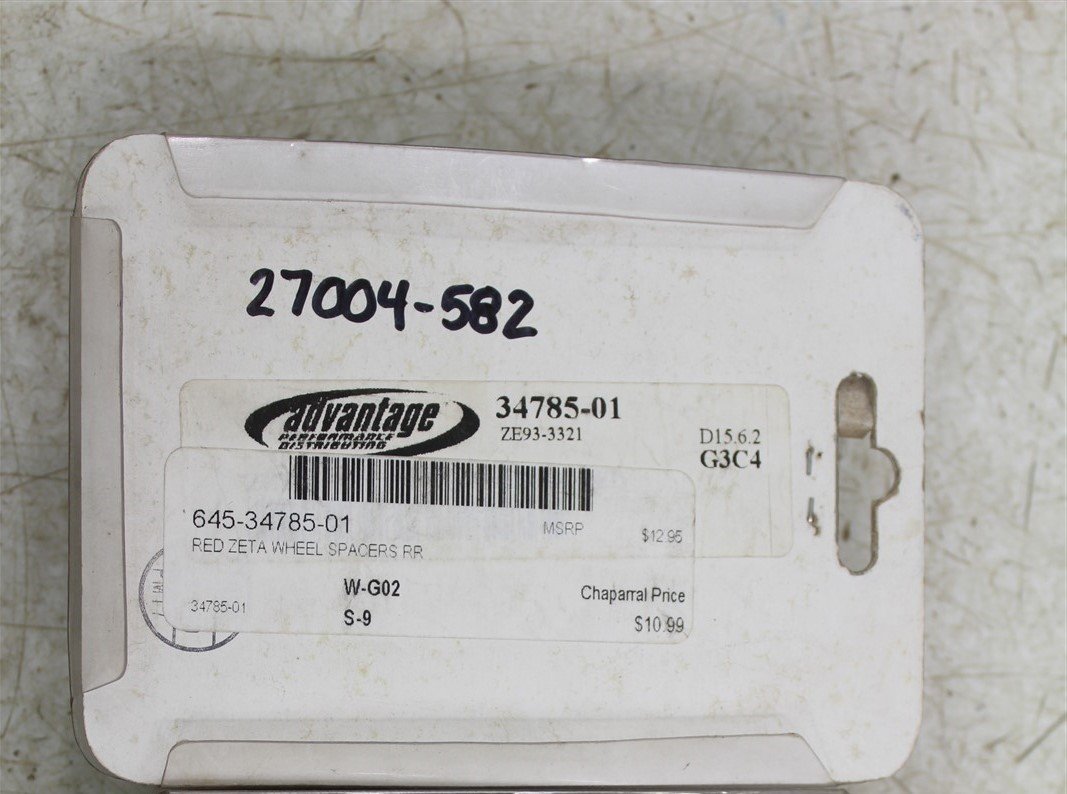 27004-582
advantage
PERFORMANCE
DISTRIBUTING
34785-01
ZE93-3321
D15.6.2
G3C4
645-34785-01
MSRP $12.95
RED ZETA WHEEL SPACERS RR
W-G02
Chaparral Price
34785-01
S-9
$10.99